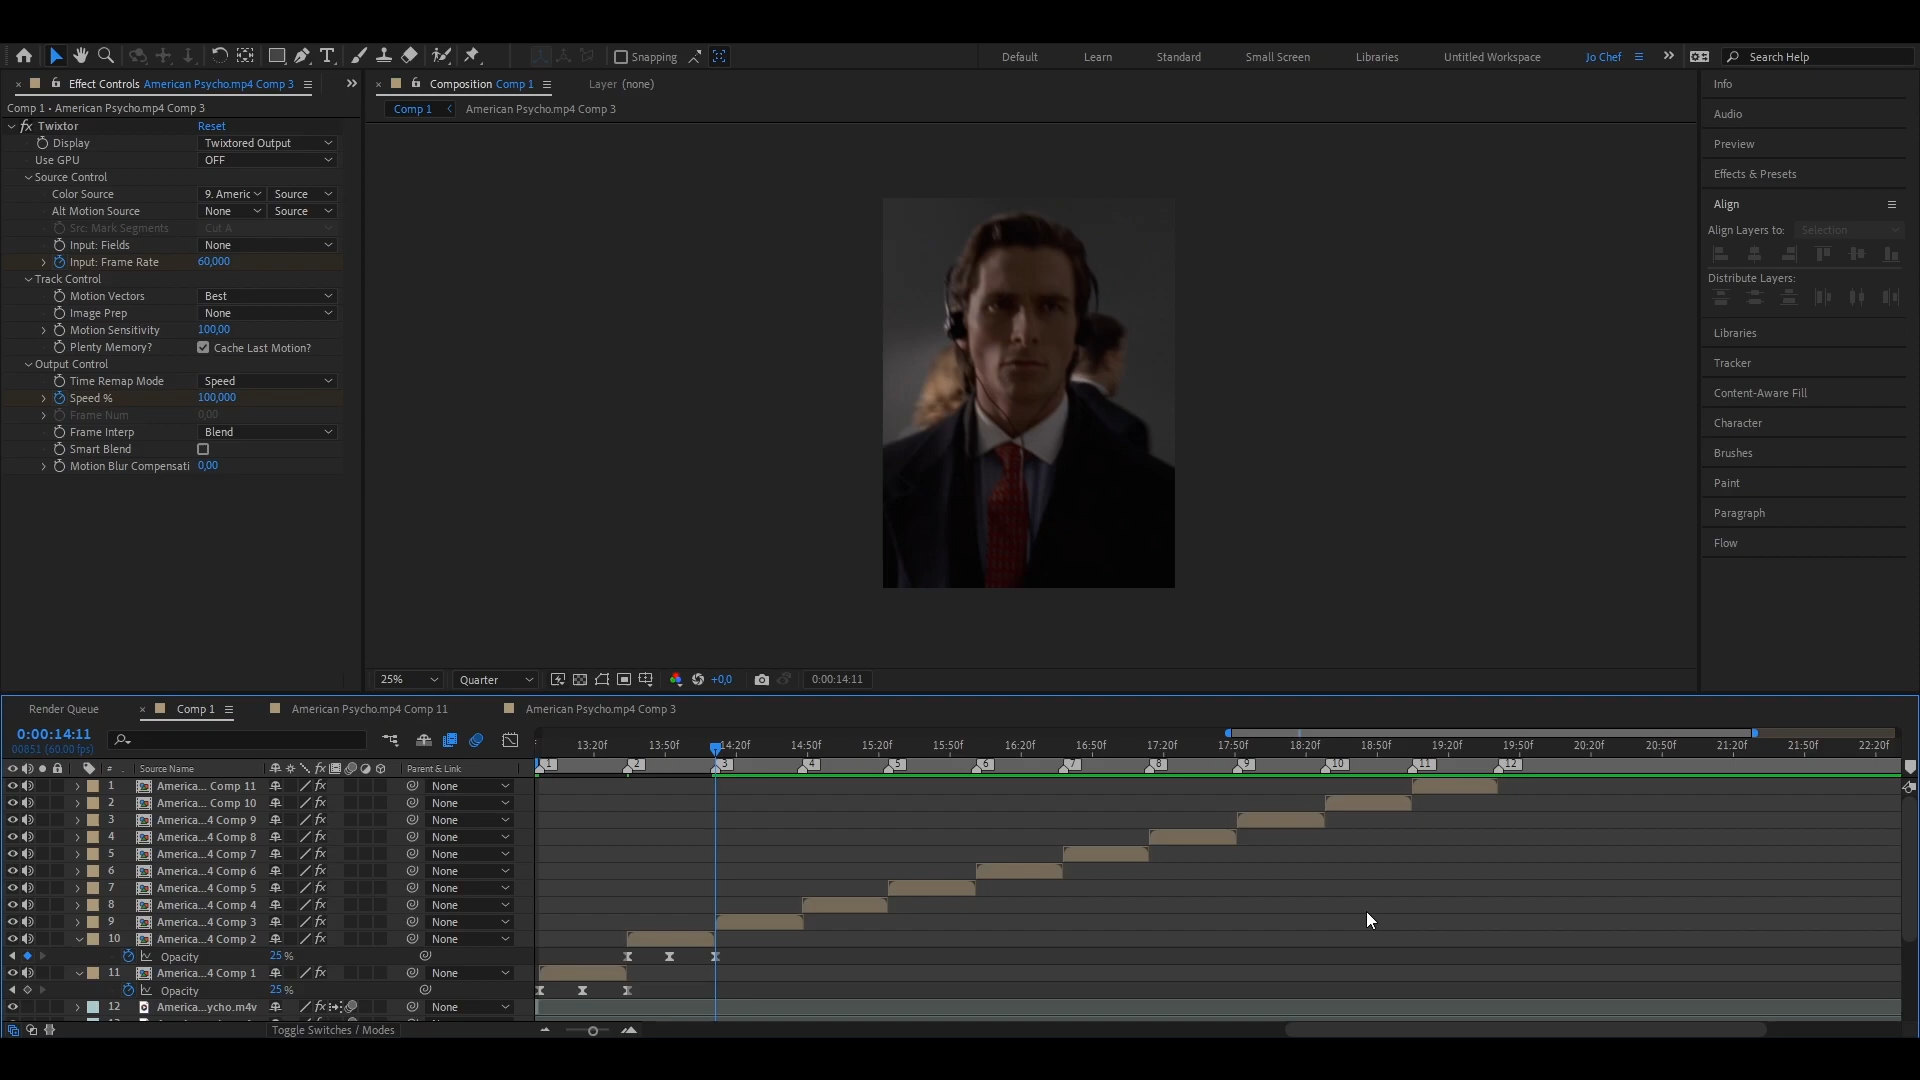 Snapping
Default
Learn
Standard
Small Screen
Libraries
Untitled Workspace
Jo Chef
Search Help
Effect Controls American Psycho.mp4 Comp 3
Composition Comp 1
Layer (none)
Comp 1 • American Psycho.mp4 Comp 3
Comp 1
American Psycho.mp4 Comp 3
fx Twixtor Reset
Display Twixtored Output
Use GPU OFF
Source Control
Color Source 9. Americ Source
Alt Motion Source None Source
Src: Mark Segments Cut A
Input: Fields None
Input: Frame Rate 60,000
Track Control
Motion Vectors Best
Image Prep None
Motion Sensitivity 100,00
Plenty Memory? Cache Last Motion?
Output Control
Time Remap Mode Speed
Speed % 100,000
Frame Num 0,00
Frame Interp Blend
Smart Blend
Motion Blur Compensati 0,00
Info
Audio
Preview
Effects & Presets
Align
Align Layers to: Selection
Distribute Layers:
Libraries
Tracker
Content-Aware Fill
Character
Brushes
Paint
Paragraph
Flow
25% Quarter +0,0 0:00:14:11
Render Queue
Comp 1
American Psycho.mp4 Comp 11
American Psycho.mp4 Comp 3
0:00:14:11
00851 (60.00 fps)
13:20f 13:50f 14:20f 14:50f 15:20f 15:50f 16:20f 16:50f 17:20f 17:50f 18:20f 18:50f 19:20f 19:50f 20:20f 20:50f 21:20f 21:50f 22:20f
1 2 3 4 5 6 7 8 9 10 11 12
# Source Name fx Parent & Link
1 America... Comp 11 fx None
2 America... Comp 10 fx None
3 America...4 Comp 9 fx None
4 America...4 Comp 8 fx None
5 America...4 Comp 7 fx None
6 America...4 Comp 6 fx None
7 America...4 Comp 5 fx None
8 America...4 Comp 4 fx None
9 America...4 Comp 3 fx None
10 America...4 Comp 2 fx None
Opacity 25 %
11 America...4 Comp 1 fx None
Opacity 25 %
12 America...ycho.m4v fx None
Toggle Switches / Modes